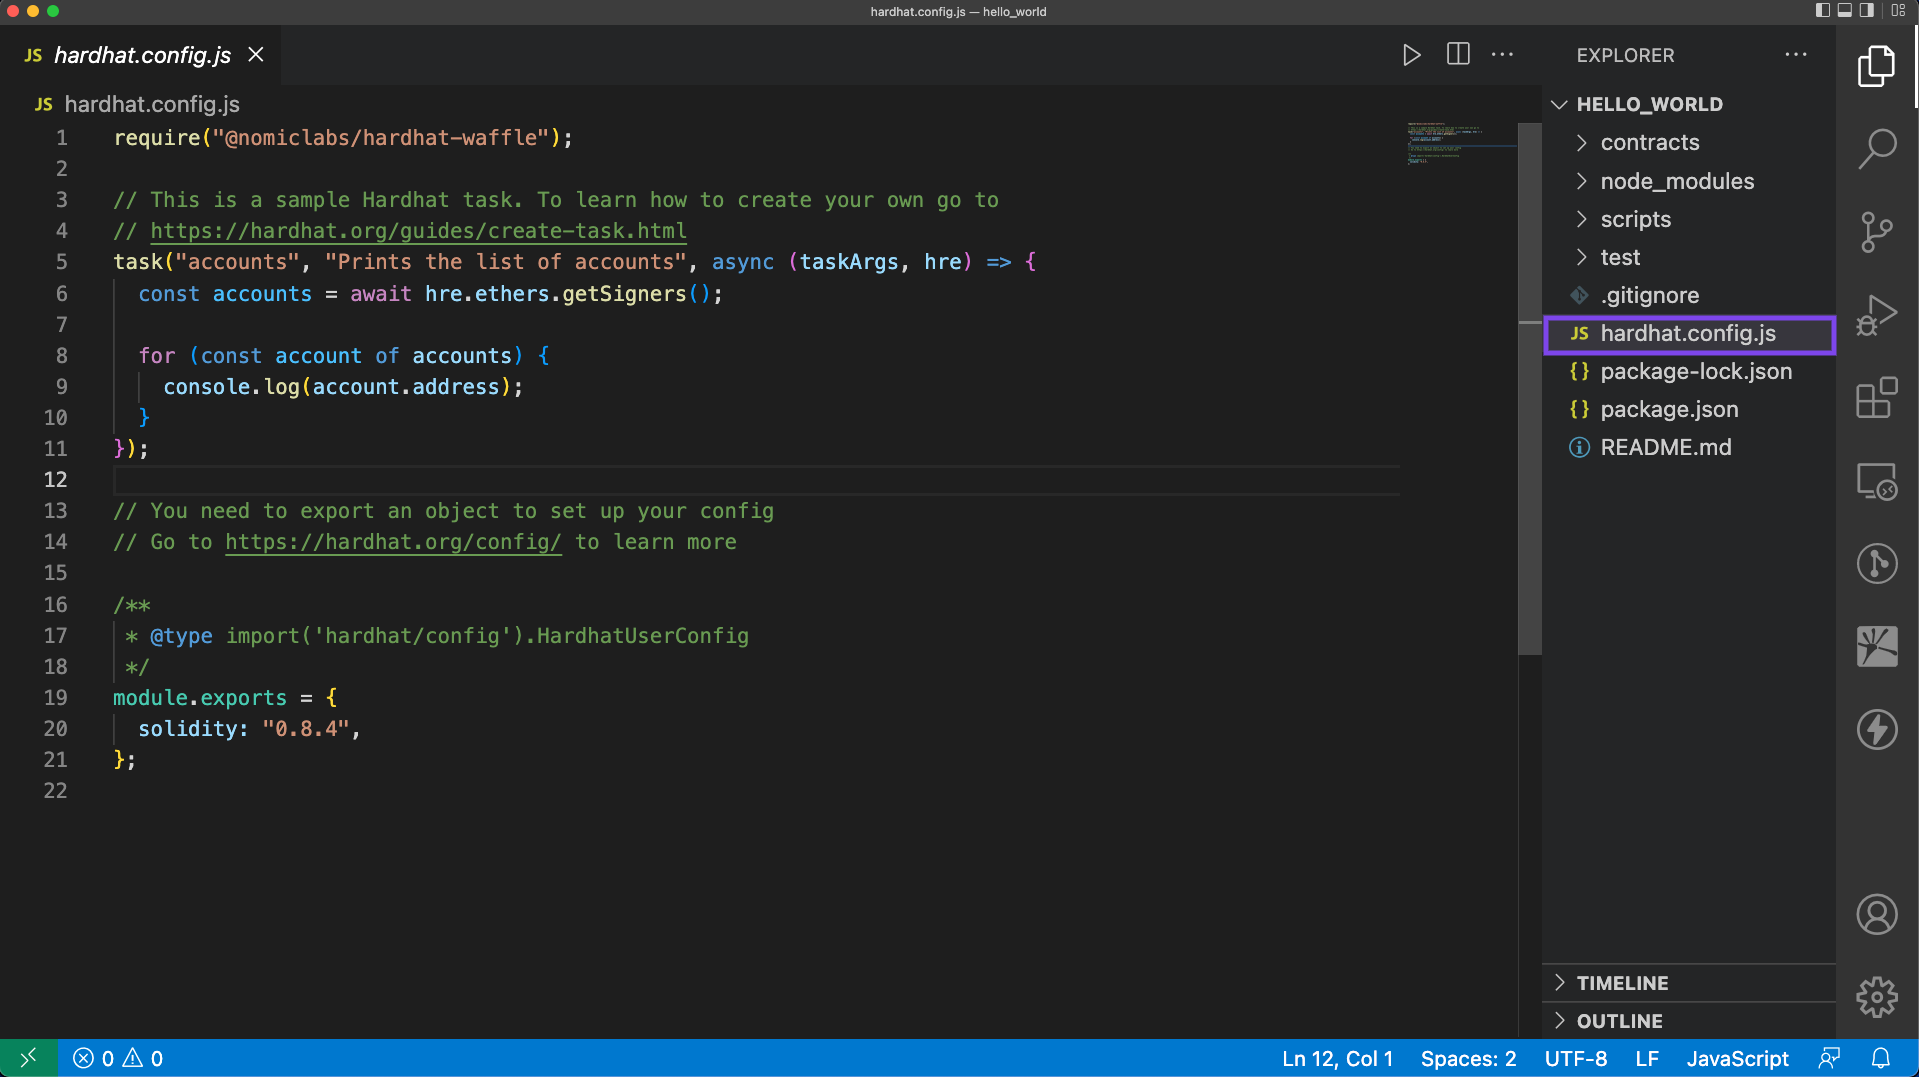 hardhat.config.js — hello_world
JS hardhat.config.js
JS hardhat.config.js
1 require("@nomiclabs/hardhat-waffle");
2
3 // This is a sample Hardhat task. To learn how to create your own go to
4 // https://hardhat.org/guides/create-task.html
5 task("accounts", "Prints the list of accounts", async (taskArgs, hre) => {
6   const accounts = await hre.ethers.getSigners();
7
8   for (const account of accounts) {
9     console.log(account.address);
10   }
11 });
12
13 // You need to export an object to set up your config
14 // Go to https://hardhat.org/config/ to learn more
15
16 /**
17  * @type import('hardhat/config').HardhatUserConfig
18  */
19 module.exports = {
20   solidity: "0.8.4",
21 };
22
EXPLORER
HELLO_WORLD
contracts
node_modules
scripts
test
.gitignore
JS hardhat.config.js
{} package-lock.json
{} package.json
README.md
TIMELINE
OUTLINE
0 0
Ln 12, Col 1 Spaces: 2 UTF-8 LF JavaScript